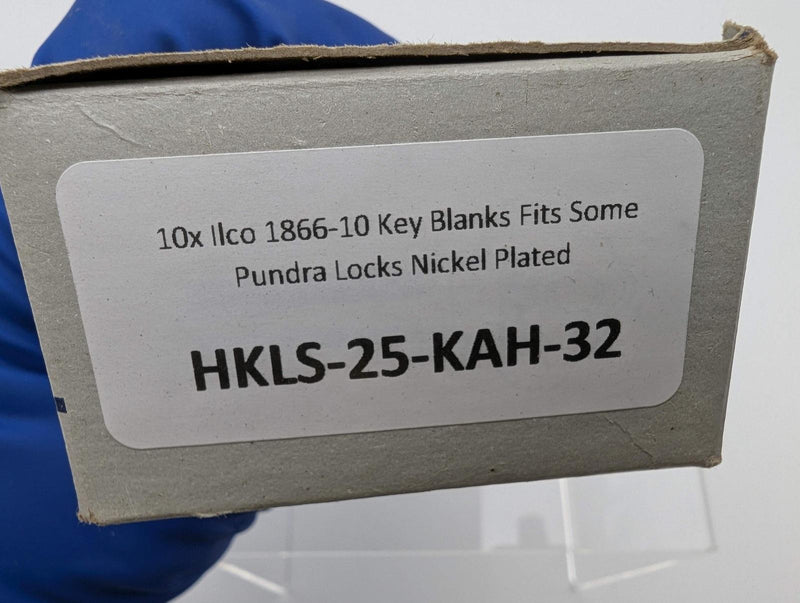 10x Ilco 1866-10 Key Blanks Fits Some
Pundra Locks Nickel Plated
HKLS-25-KAH-32